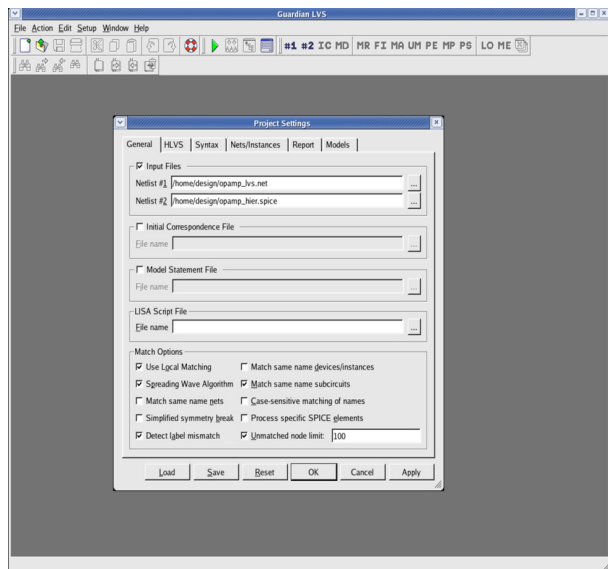 Guardian LVS
File Action Edit Setup Window Help
#1 #2 IC MD MR FI MA UM PE MP PS LO ME
Project Settings
General HLVS Syntax Nets/Instances Report Models
Input Files
Netlist #1 /home/design/opamp_lvs.net ...
Netlist #2 /home/design/opamp_hier.spice ...
Initial Correspondence File
File name ...
Model Statement File
File name ...
LISA Script File
File name ...
Match Options
Use Local Matching Match same name devices/instances
Spreading Wave Algorithm Match same name subcircuits
Match same name nets Case-sensitive matching of names
Simplified symmetry break Process specific SPICE elements
Detect label mismatch Unmatched node limit: 100
Load Save Reset OK Cancel Apply